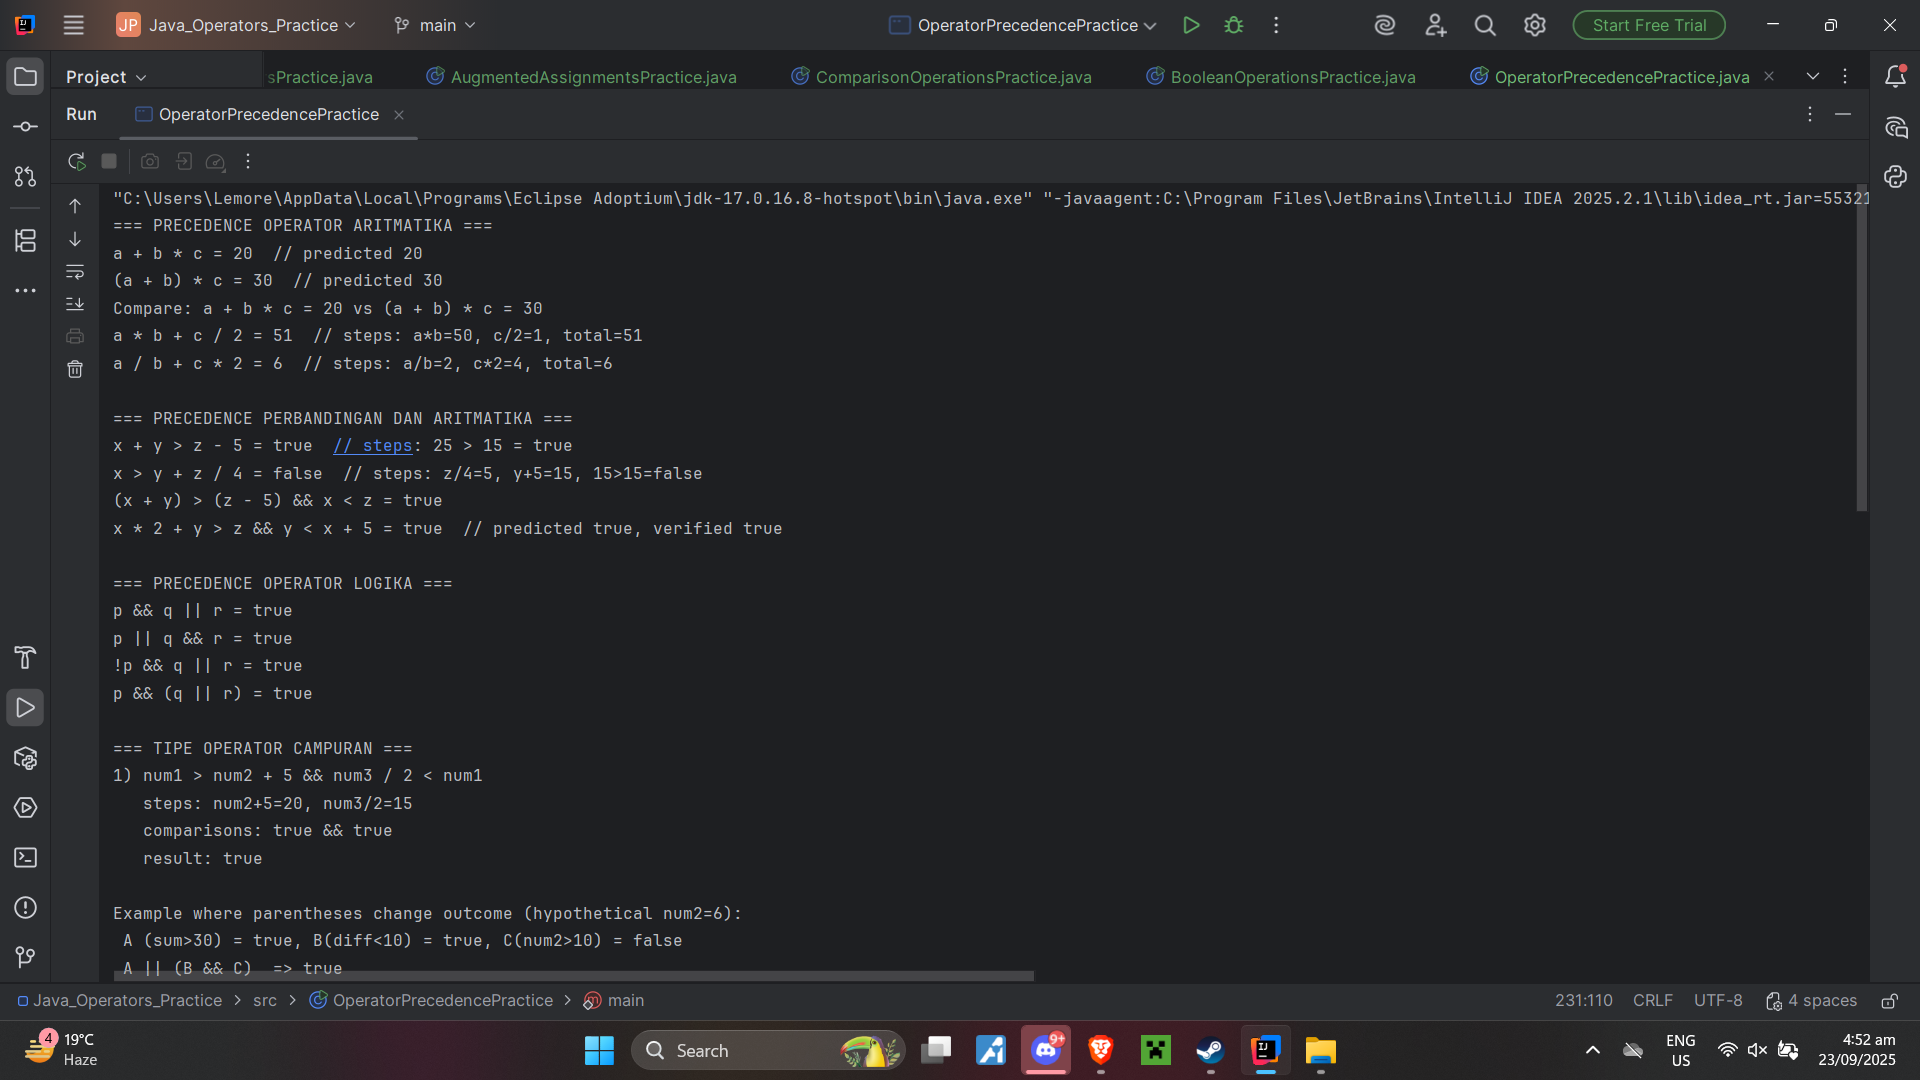 JP Java_Operators_Practice
main
OperatorPrecedencePractice
Start Free Trial
Project
sPractice.java
AugmentedAssignmentsPractice.java
ComparisonOperationsPractice.java
BooleanOperationsPractice.java
OperatorPrecedencePractice.java
Run
OperatorPrecedencePractice
"C:\Users\Lemore\AppData\Local\Programs\Eclipse Adoptium\jdk-17.0.16.8-hotspot\bin\java.exe" "-javaagent:C:\Program Files\JetBrains\IntelliJ IDEA 2025.2.1\lib\idea_rt.jar=55321
=== PRECEDENCE OPERATOR ARITMATIKA ===
a + b * c = 20  // predicted 20
(a + b) * c = 30  // predicted 30
Compare: a + b * c = 20 vs (a + b) * c = 30
a * b + c / 2 = 51  // steps: a*b=50, c/2=1, total=51
a / b + c * 2 = 6  // steps: a/b=2, c*2=4, total=6
=== PRECEDENCE PERBANDINGAN DAN ARITMATIKA ===
x + y > z - 5 = true  // steps: 25 > 15 = true
x > y + z / 4 = false  // steps: z/4=5, y+5=15, 15>15=false
(x + y) > (z - 5) && x < z = true
x * 2 + y > z && y < x + 5 = true  // predicted true, verified true
=== PRECEDENCE OPERATOR LOGIKA ===
p && q || r = true
p || q && r = true
!p && q || r = true
p && (q || r) = true
=== TIPE OPERATOR CAMPURAN ===
1) num1 > num2 + 5 && num3 / 2 < num1
steps: num2+5=20, num3/2=15
comparisons: true && true
result: true
Example where parentheses change outcome (hypothetical num2=6):
A (sum>30) = true, B(diff<10) = true, C(num2>10) = false
A || (B && C)  => true
Java_Operators_Practice > src > OperatorPrecedencePractice > main
231:110
CRLF
UTF-8
4 spaces
4
19°C
Haze
Search
9+
ENG
US
4:52 am
23/09/2025